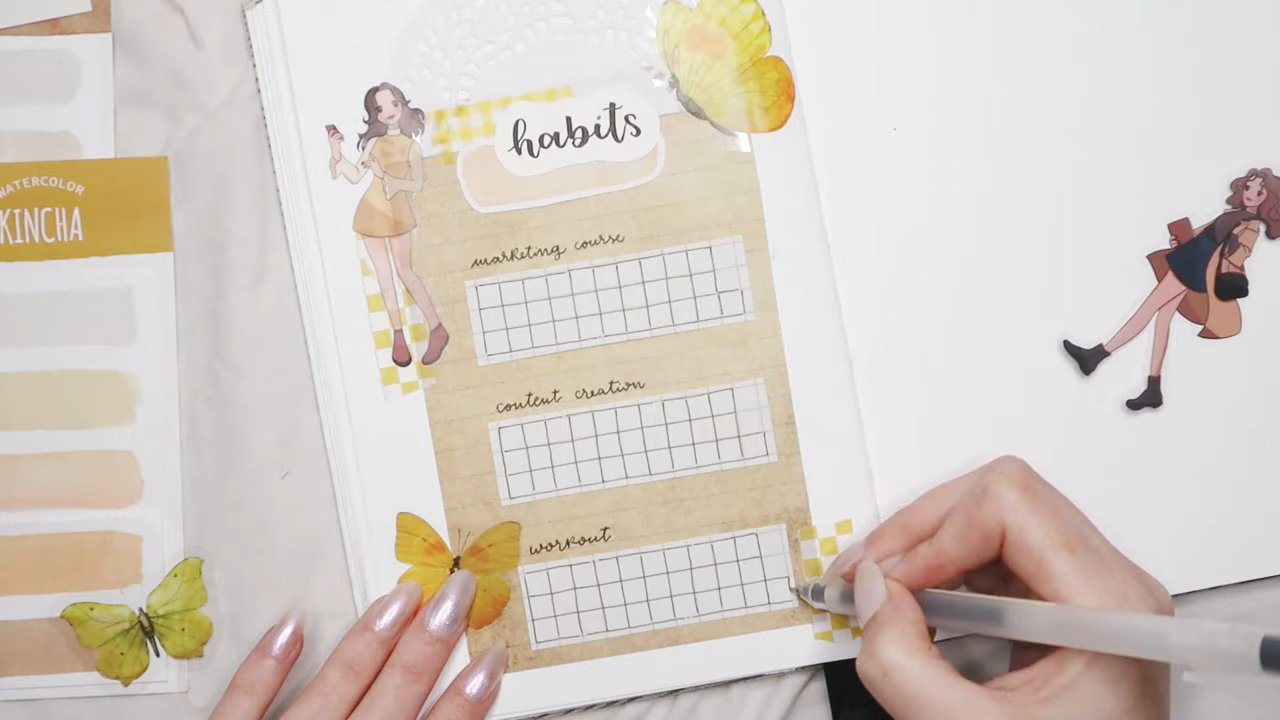 habits
WATERCOLOR
KINCHA
marketing course
content creation
workout